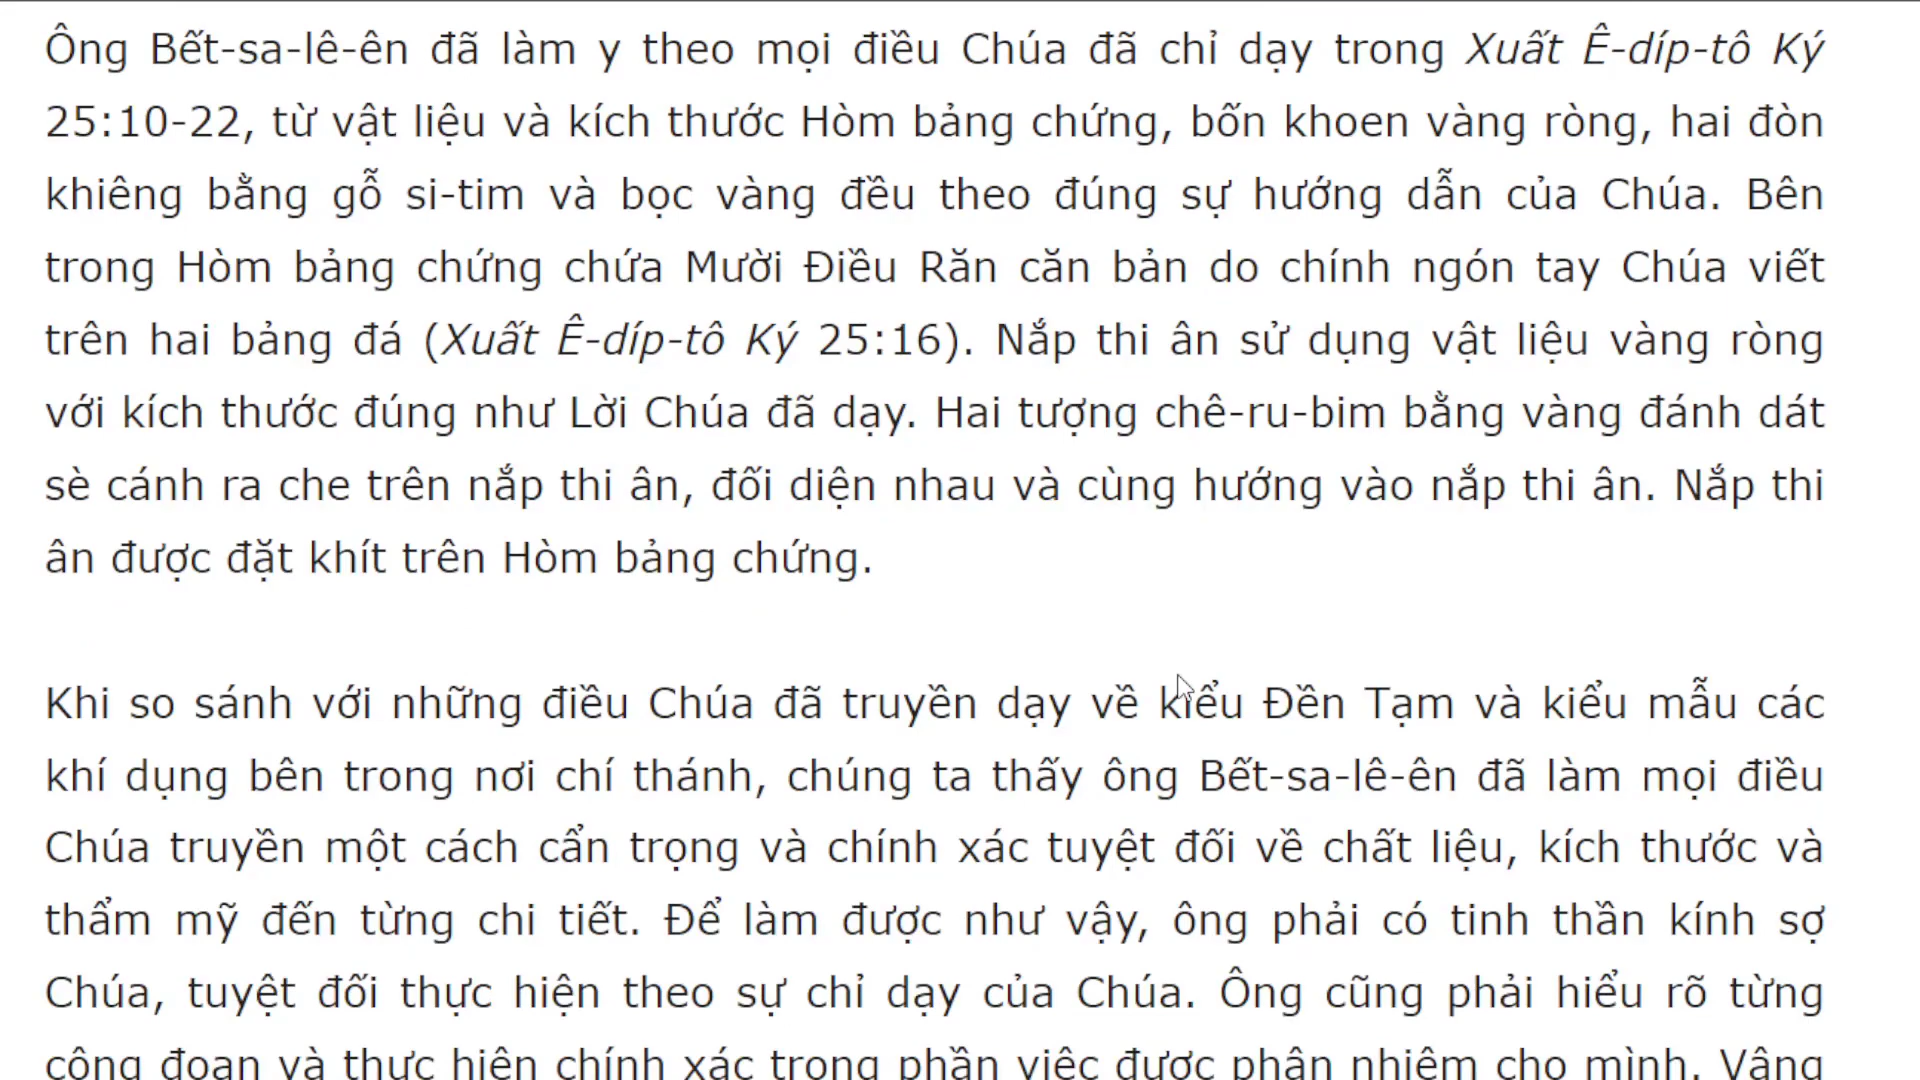 Ông Bết-sa-lê-ên đã làm y theo mọi điều Chúa đã chỉ dạy trong Xuất Ê-díp-tô Ký
25:10-22, từ vật liệu và kích thước Hòm bảng chứng, bốn khoen vàng ròng, hai đòn
khiêng bằng gỗ si-tim và bọc vàng đều theo đúng sự hướng dẫn của Chúa. Bên
trong Hòm bảng chứng chứa Mười Điều Răn căn bản do chính ngón tay Chúa viết
trên hai bảng đá (Xuất Ê-díp-tô Ký 25:16). Nắp thi ân sử dụng vật liệu vàng ròng
với kích thước đúng như Lời Chúa đã dạy. Hai tượng chê-ru-bim bằng vàng đánh dát
sè cánh ra che trên nắp thi ân, đối diện nhau và cùng hướng vào nắp thi ân. Nắp thi
ân được đặt khít trên Hòm bảng chứng.
Khi so sánh với những điều Chúa đã truyền dạy về kiểu Đền Tạm và kiểu mẫu các
khí dụng bên trong nơi chí thánh, chúng ta thấy ông Bết-sa-lê-ên đã làm mọi điều
Chúa truyền một cách cẩn trọng và chính xác tuyệt đối về chất liệu, kích thước và
thẩm mỹ đến từng chi tiết. Để làm được như vậy, ông phải có tinh thần kính sợ
Chúa, tuyệt đối thực hiện theo sự chỉ dạy của Chúa. Ông cũng phải hiểu rõ từng
công đoạn và thực hiện chính xác trong phần việc được phân nhiệm cho mình. Vâng